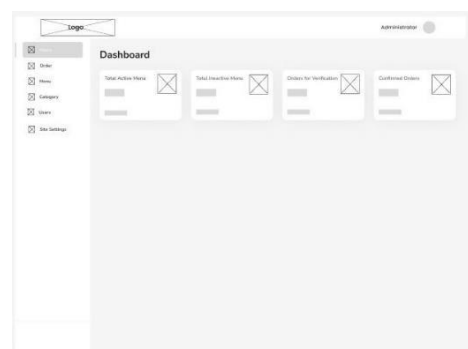 Logo
Administrator
Order
Menu
Category
Users
Site Settings
Dashboard
Total Active Menu
Total Inactive Menu
Orders for Verification
Confirmed Orders